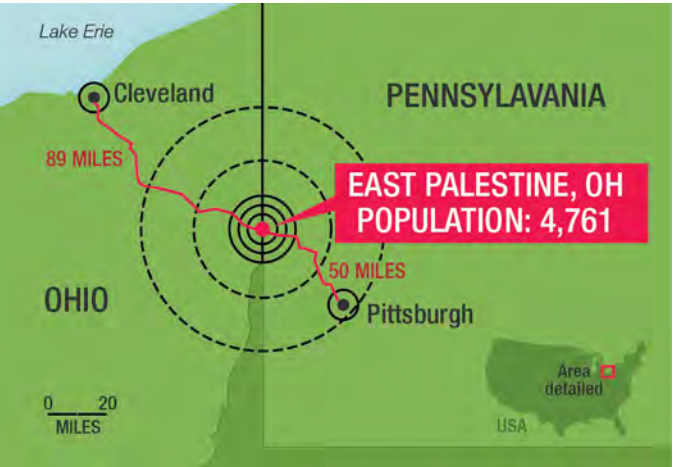 Lake Erie
Cleveland
PENNSYLAVANIA
89 MILES
EAST PALESTINE, OH
POPULATION: 4,761
50 MILES
OHIO
Pittsburgh
Area
detailed
0 20
MILES
USA